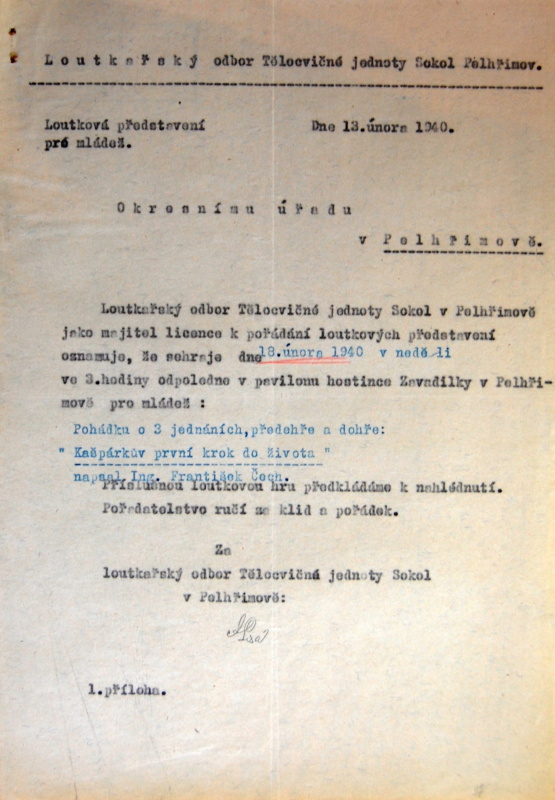 Loutkařský odbor Tělocvičné jednoty Sokol Pelhřimov.
Loutková představení
pro mládež.
Dne 13.února 1940.
Okresnímu úřadu
v Pelhřimově.
Loutkařský odbor Tělocvičné jednoty Sokol v Pelhřimově
jako majitel licence k pořádání loutkových představení
oznamuje, že sehraje dne 18.února 1940 v neděli
ve 3.hodiny odpoledne v pavilonu hostince Zavadilky v Pelhři-
mově pro mládež :
Pohádku o 3 jednáních,předehře a dohře:
" Kašpárkův první krok do života "
napsal Ing. František Čech.
Příslušnou loutkovou hru předkládáme k nahlédnutí.
Pořadatelstvo ručí za klid a pořádek.
Za
loutkařský odbor Tělocvičné jednoty Sokol
v Pelhřimově:
1.příloha.